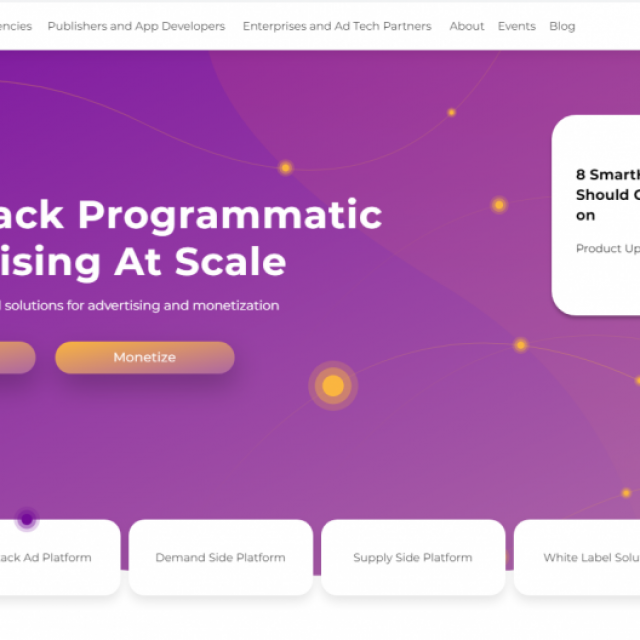 encies Publishers and App Developers Enterprises and Ad Tech Partners About Events Blog
8 Smart
Should
on
Product Up
ack Programmatic
ising At Scale
solutions for advertising and monetization
Monetize
ack Ad Platform Demand Side Platform Supply Side Platform White Label Solu